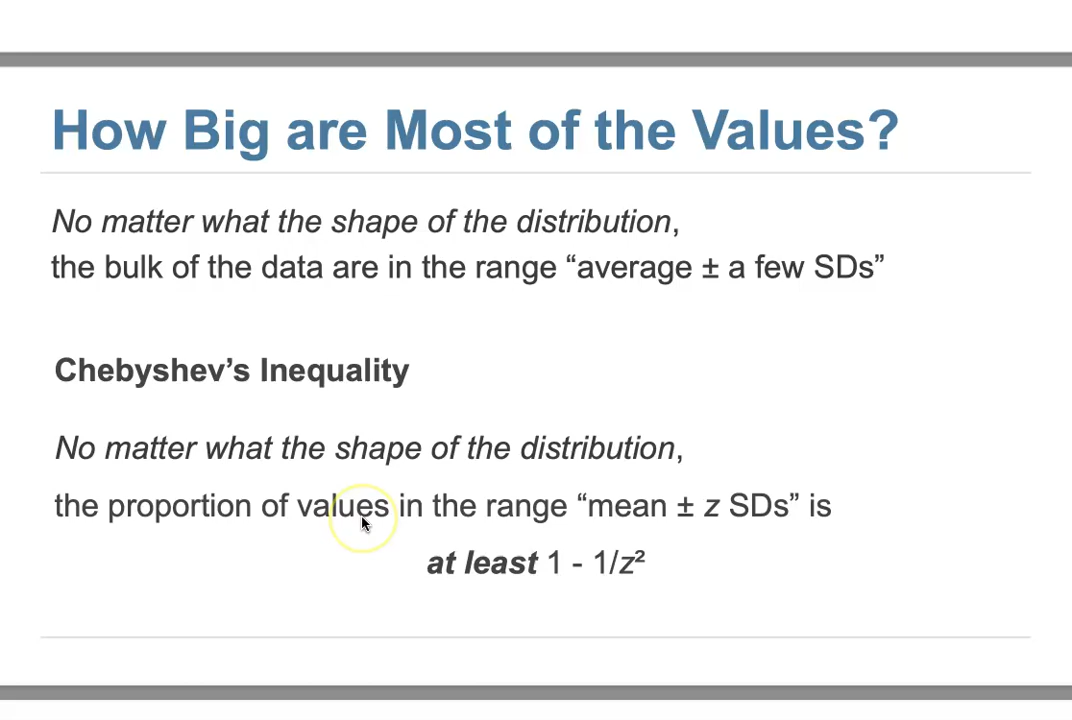 How Big are Most of the Values?
No matter what the shape of the distribution,
the bulk of the data are in the range “average ± a few SDs”
Chebyshev’s Inequality
No matter what the shape of the distribution,
the proportion of values in the range “mean ± z SDs” is
at least 1 - 1/z²